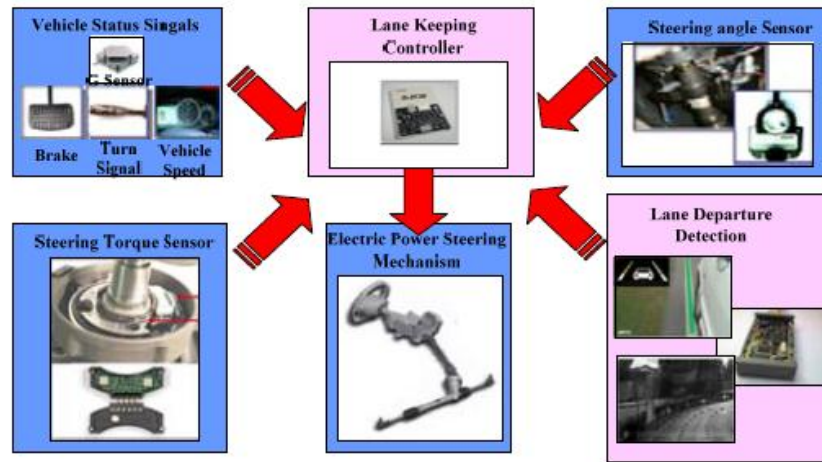 Vehicle Status Singals
G Sensor
Brake
Turn
Signal
Vehicle
Speed
Lane Keeping
Controller
Steering angle Sensor
Steering Torque Sensor
Electric Power Steering
Mechanism
Lane Departure
Detection